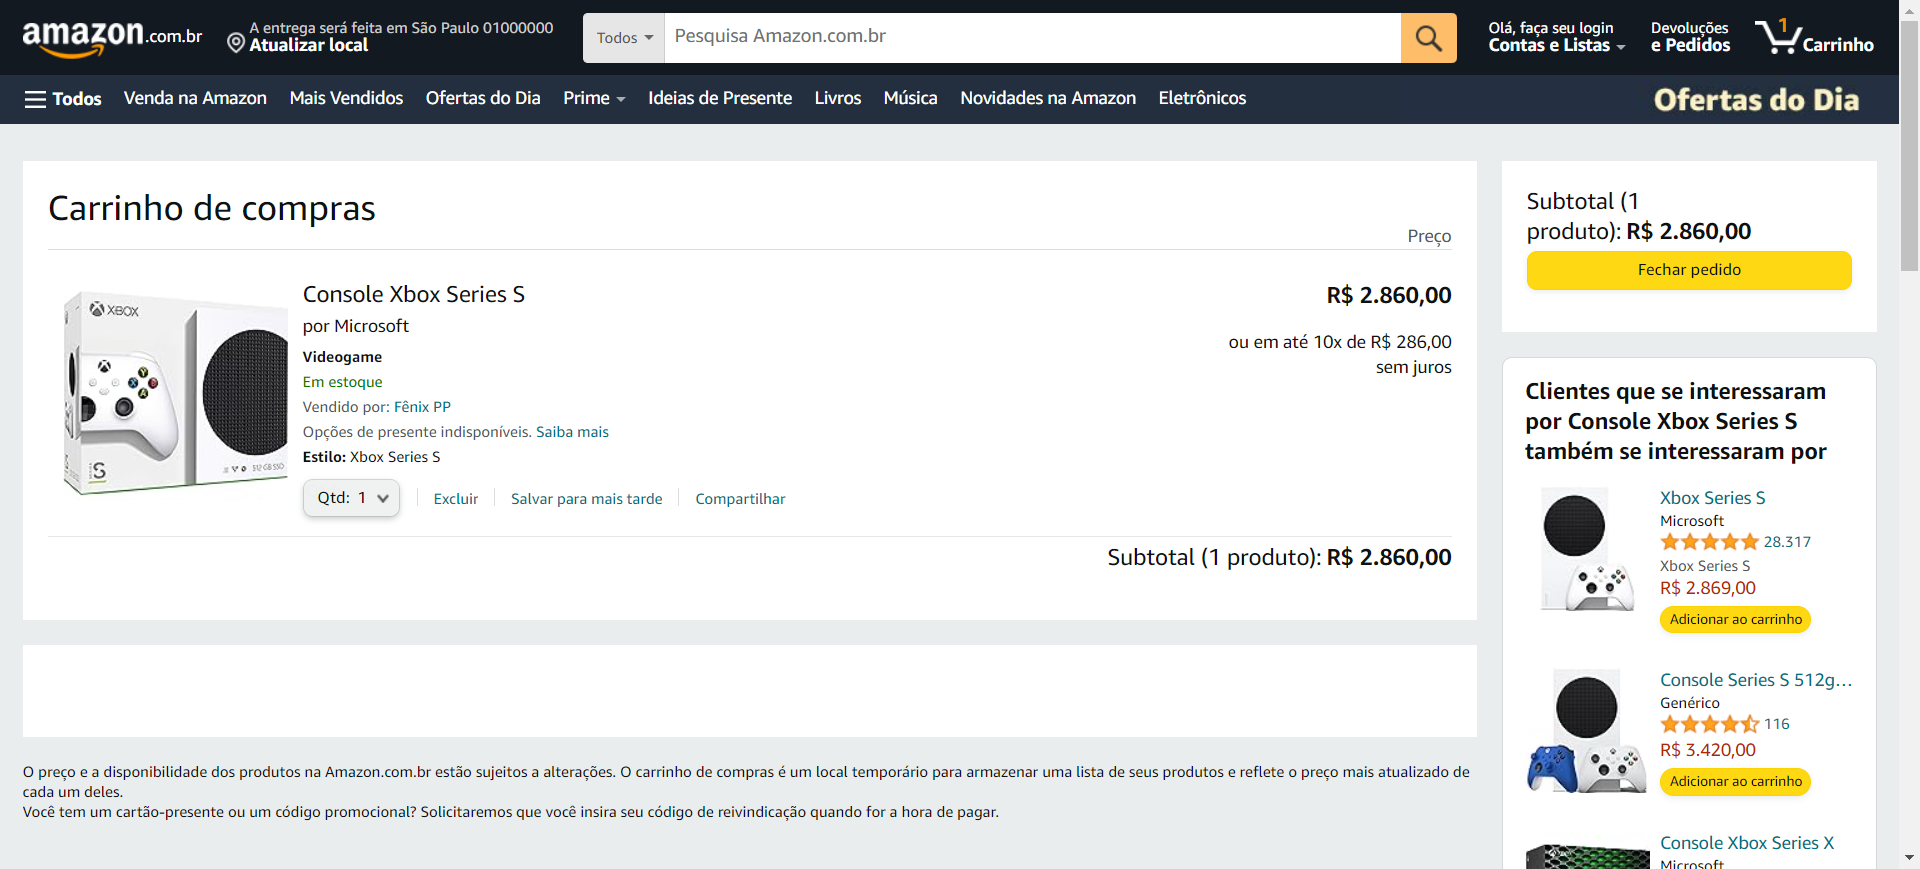 amazon.com.br
A entrega será feita em São Paulo 01000000
Atualizar local
Todos
Pesquisa Amazon.com.br
Olá, faça seu login
Contas e Listas
Devoluções
e Pedidos
1
Carrinho
Todos
Venda na Amazon
Mais Vendidos
Ofertas do Dia
Prime
Ideias de Presente
Livros
Música
Novidades na Amazon
Eletrônicos
Ofertas do Dia
Carrinho de compras
Preço
XBOX
S
512 GB SSD
Console Xbox Series S
por Microsoft
Videogame
Em estoque
Vendido por: Fênix PP
Opções de presente indisponíveis. Saiba mais
Estilo: Xbox Series S
Qtd: 1
Excluir
Salvar para mais tarde
Compartilhar
R$ 2.860,00
ou em até 10x de R$ 286,00
sem juros
Subtotal (1 produto): R$ 2.860,00
O preço e a disponibilidade dos produtos na Amazon.com.br estão sujeitos a alterações. O carrinho de compras é um local temporário para armazenar uma lista de seus produtos e reflete o preço mais atualizado de
cada um deles.
Você tem um cartão-presente ou um código promocional? Solicitaremos que você insira seu código de reivindicação quando for a hora de pagar.
Subtotal (1
produto): R$ 2.860,00
Fechar pedido
Clientes que se interessaram
por Console Xbox Series S
também se interessaram por
Xbox Series S
Microsoft
28.317
Xbox Series S
R$ 2.869,00
Adicionar ao carrinho
Console Series S 512g...
Genérico
116
R$ 3.420,00
Adicionar ao carrinho
Console Xbox Series X
Microsoft